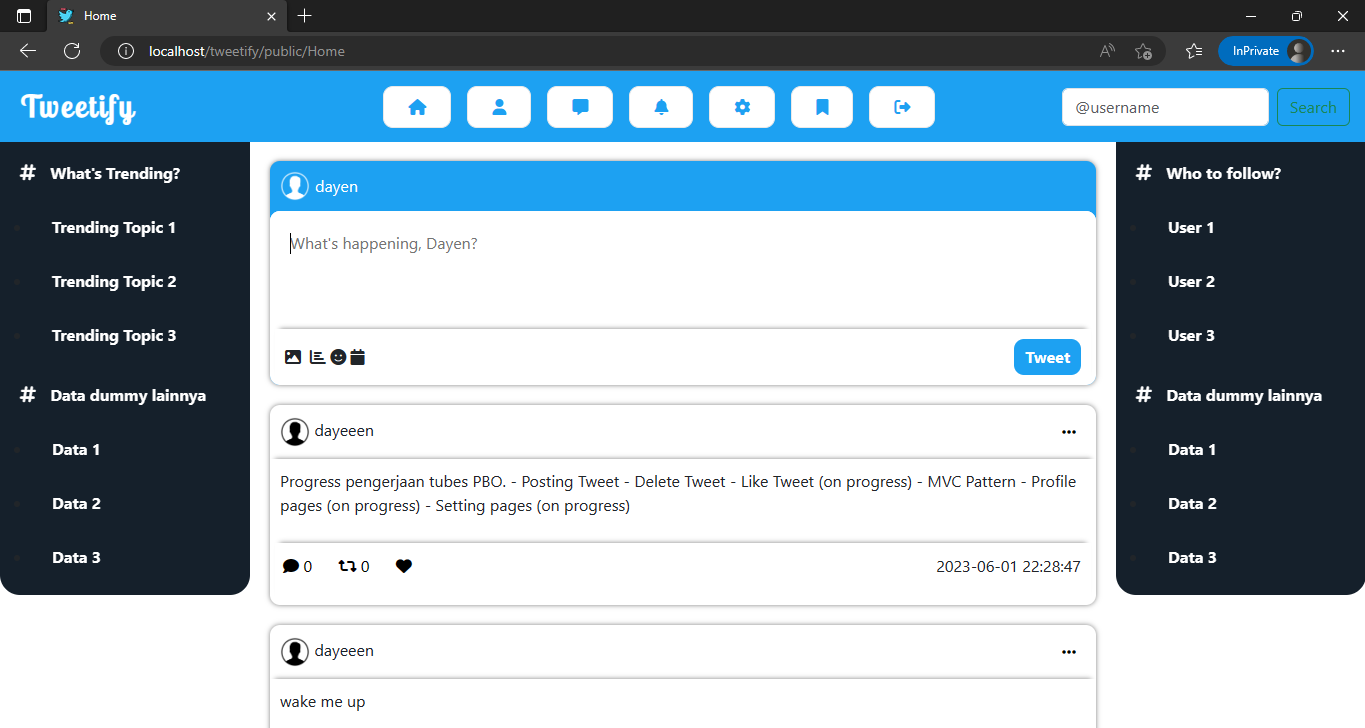 Home
localhost/tweetify/public/Home
InPrivate
Tweetify
@username
Search
# What's Trending?
Trending Topic 1
Trending Topic 2
Trending Topic 3
# Data dummy lainnya
Data 1
Data 2
Data 3
dayen
What's happening, Dayen?
Tweet
dayeeen
Progress pengerjaan tubes PBO. - Posting Tweet - Delete Tweet - Like Tweet (on progress) - MVC Pattern - Profile
pages (on progress) - Setting pages (on progress)
0 0 2023-06-01 22:28:47
dayeeen
wake me up
# Who to follow?
User 1
User 2
User 3
# Data dummy lainnya
Data 1
Data 2
Data 3